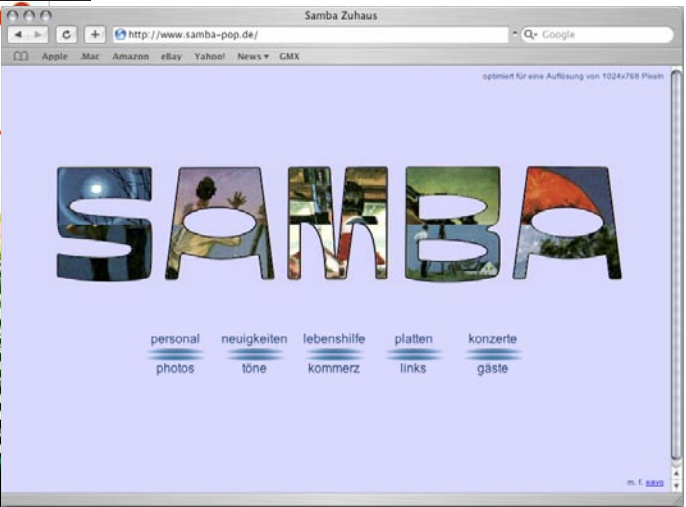 Samba Zuhaus
http://www.samba-pop.de/
Google
Apple .Mac Amazon eBay Yahoo! News ▾ GMX
optimiert für eine Auflösung von 1024x768 Pixeln
SAMBA
personal neuigkeiten lebenshilfe platten konzerte
photos töne kommerz links gäste
m. f. savo